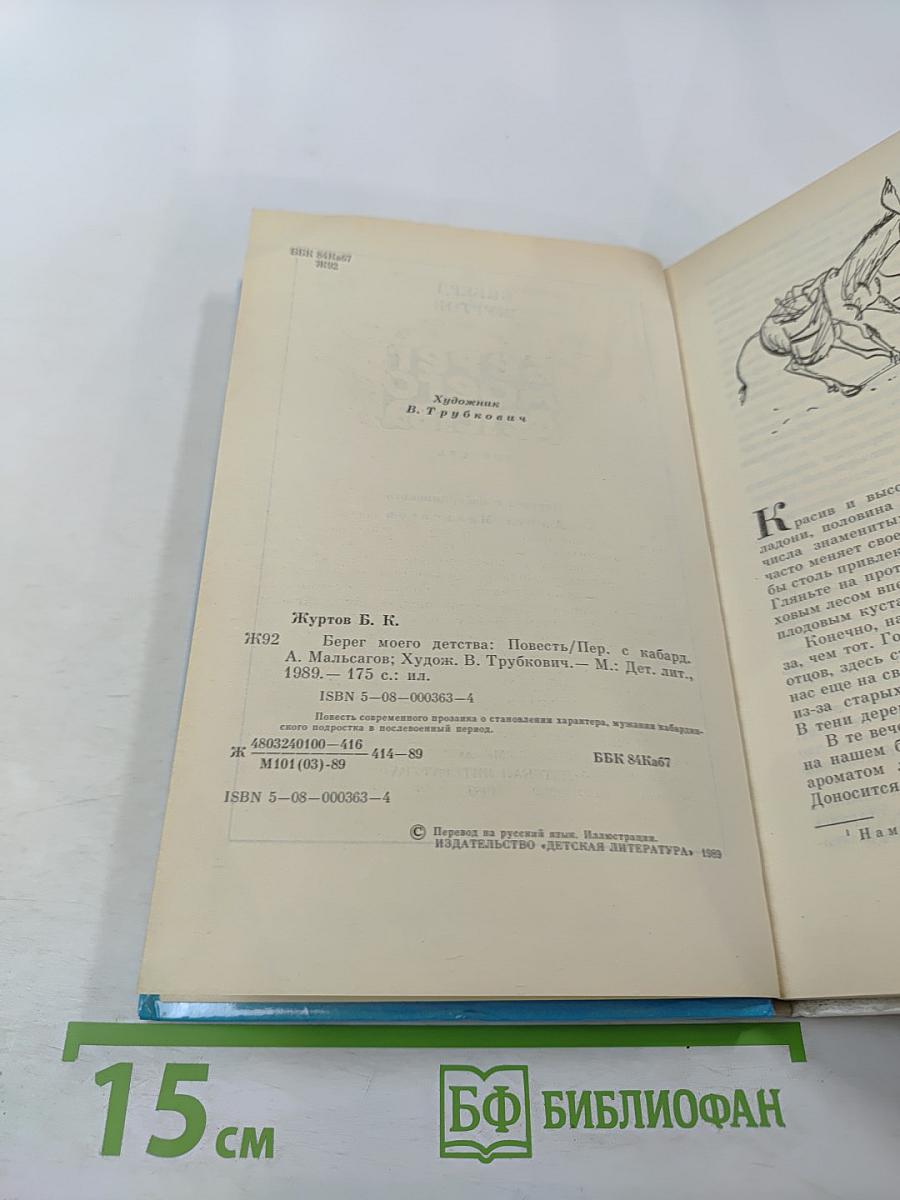 ББК 84Ка67
Ж92
Художник
В. Трубкович
Журтов Б. К.
Ж92 Берег моего детства: Повесть/Пер. с кабард.
А. Мальсагов; Худож. В. Трубкович.— М.: Дет. лит.,
1989.— 175 с.: ил.
ISBN 5—08—000363—4
Повесть современного прозаика о становлении характера, мужании кабардин-
ского подростка в послевоенный период.
Ж 4803240100—416 414—89
М101(03)-89
ББК 84Ка67
ISBN 5—08—000363—4
© Перевод на русский язык. Иллюстрации.
ИЗДАТЕЛЬСТВО «ДЕТСКАЯ ЛИТЕРАТУРА» 1989
Красив и высо
ладони, половина
числа знамениты
часто меняет свое
бы столь привлек
Гляньте на прот
ховым лесом впе
плодовым куста
Конечно, на
за, чем тот. Го
отцов, здесь с
нас еще на св
из-за старых
В тени дере
В те вече
на нашем б
ароматом л
Доносится
1 Нам
15 см
БФ БИБЛИОФАН